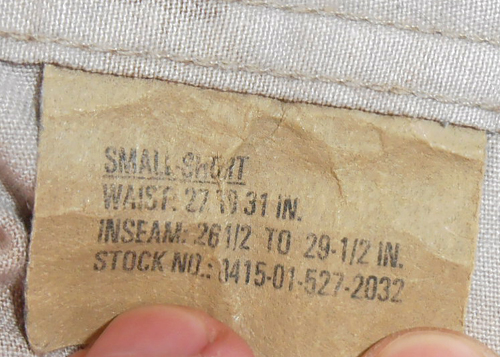 SMALL-SHORT
WAIST: 27 TO 31 IN.
INSEAM: 26 1/2 TO 29-1/2 IN.
STOCK NO.: 8415-01-527-2032